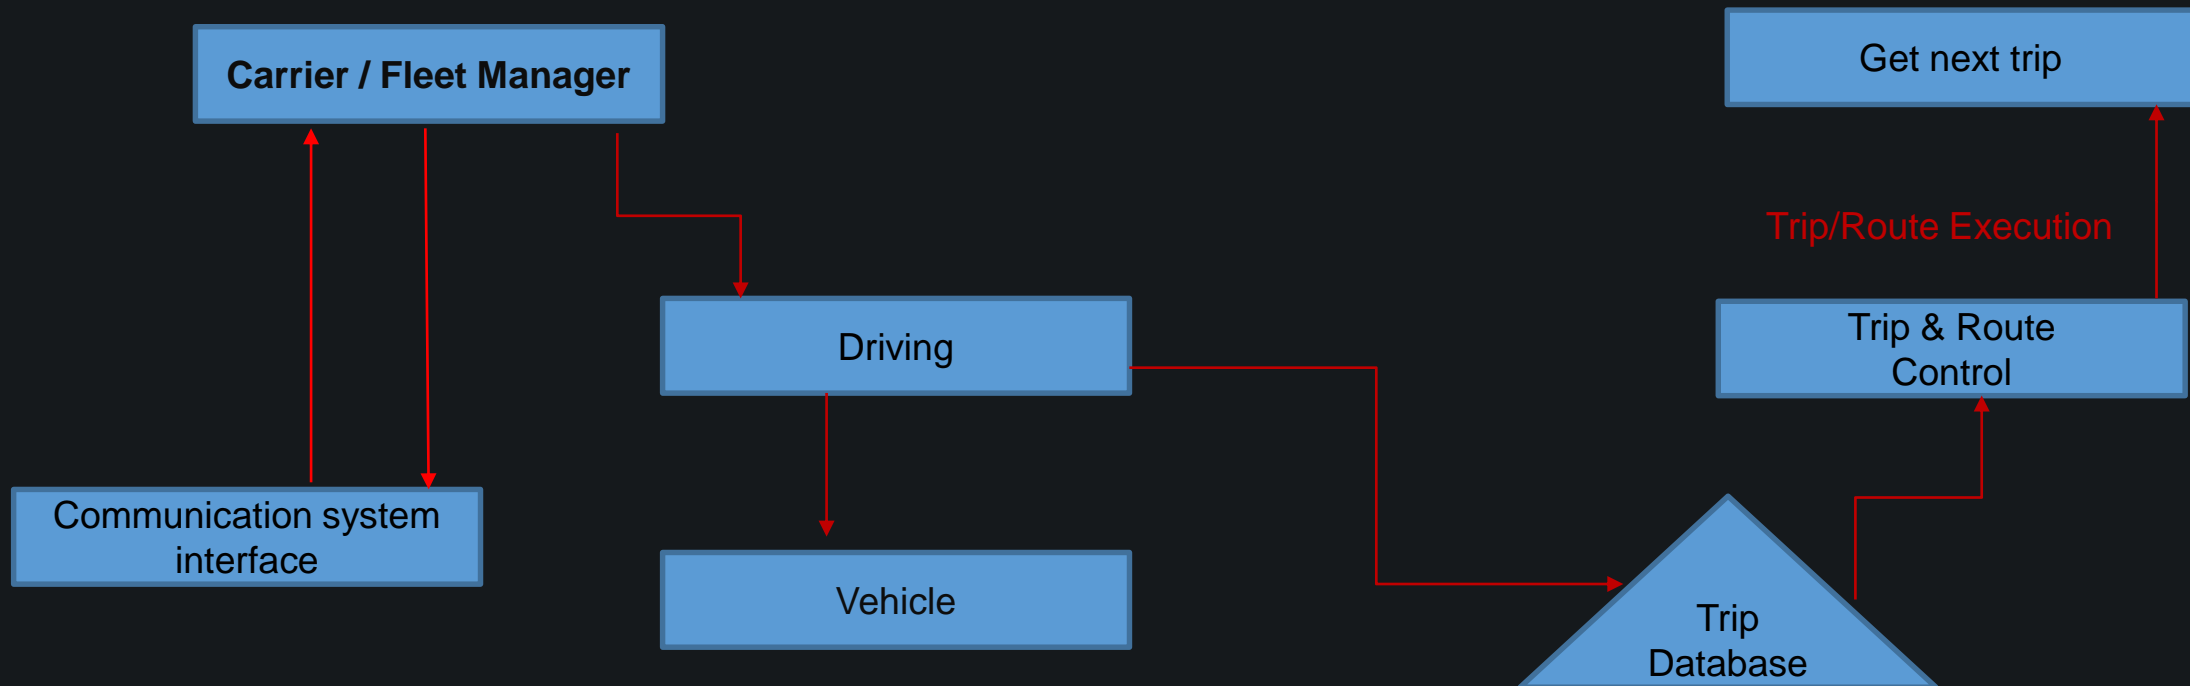 Carrier / Fleet Manager
Get next trip
Trip/Route Execution
Driving
Trip & Route
Control
Communication system
interface
Vehicle
Trip
Database